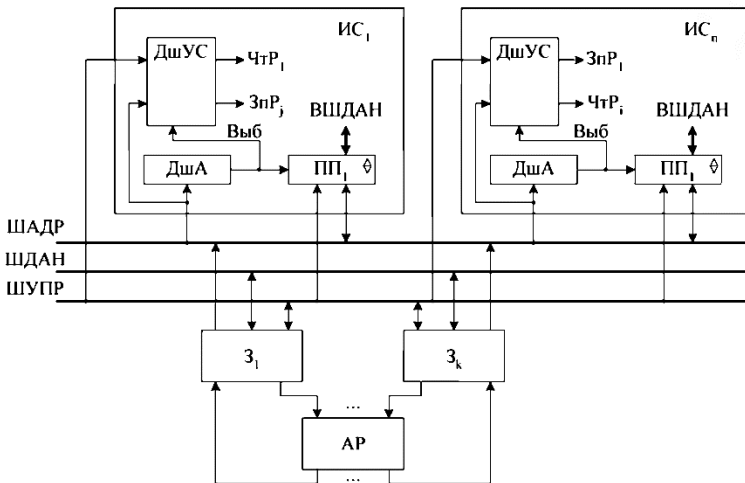 ИС₁
ДшУС
ЧтР₁
ЗпРⱼ
ВШДАН
Выб
ДшА
ПП₁
ИСₙ
ДшУС
ЗпР₁
ЧтРᵢ
ВШДАН
Выб
ДшА
ПП₁
ШАДР
ШДАН
ШУПР
З₁
Зₖ
...
АР
...